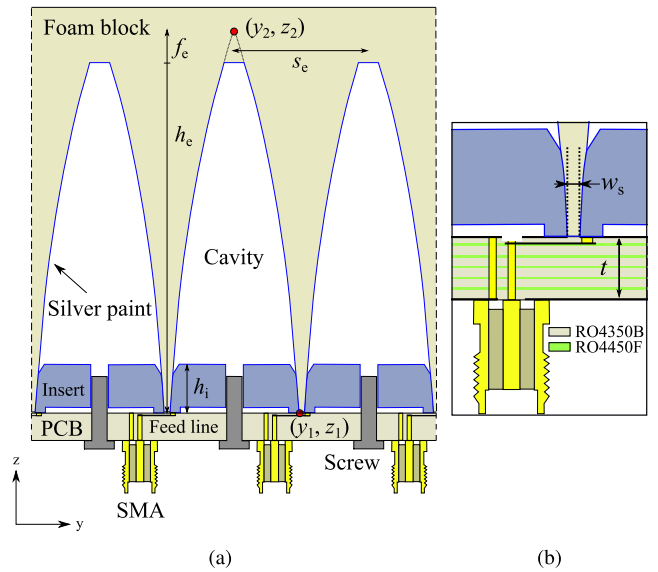 Foam block
(y₂, z₂)
fₑ
sₑ
hₑ
Cavity
Silver paint
Insert
hᵢ
PCB
Feed line
(y₁, z₁)
Screw
SMA
z
y
(a)
wₛ
t
RO4350B
RO4450F
(b)